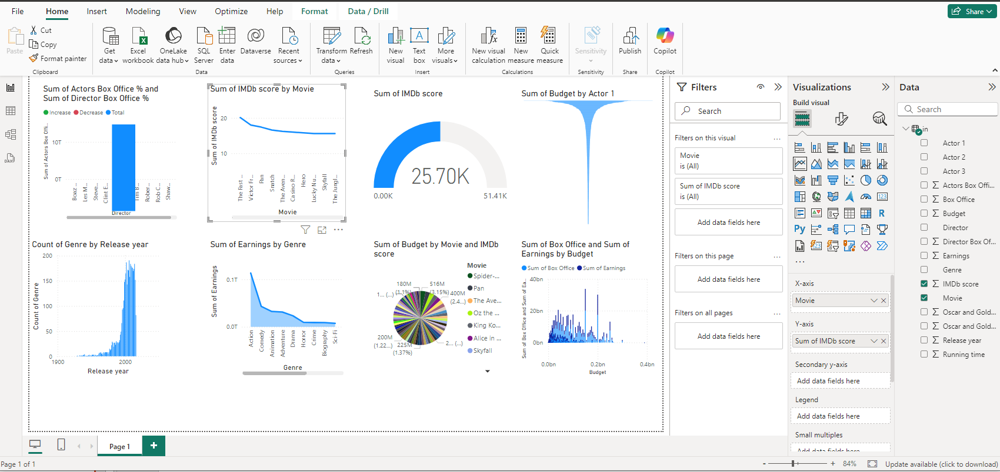 File Home Insert Modeling View Optimize Help Format Data / Drill Share
Paste
Cut
Copy
Format painter
Get data
Excel workbook
OneLake data hub
SQL Server
Enter data
Dataverse
Recent sources
Transform data
Refresh
New visual
Text box
More visuals
New visual calculation
New measure
Quick measure
Sensitivity
Publish
Copilot
Clipboard Data Queries Insert Calculations Sensitivity Share Copilot
Sum of Actors Box Office % and
Sum of Director Box Office %
Increase Decrease Total
Sum of Actors Box Offi...
10T
0T
Boaz ...
Les M...
Steve...
Clint E...
Tim B...
Rober...
Rob C...
Shaw...
Director
Sum of IMDb score by Movie
Sum of IMDb score
20
10
The Fast ...
Victor Fr...
Pan
Snatch
The Aven...
Casino R...
Hero
Lucky Nu...
Skyfall
The Jungl...
Movie
Sum of IMDb score
25.70K
0.00K
51.41K
Sum of Budget by Actor 1
Count of Genre by Release year
Count of Genre
200
150
100
50
0
1900
2000
Release year
Sum of Earnings by Genre
Sum of Earnings
0.1T
0.0T
Action
Comedy
Animation
Adventure
Drama
Horror
Crime
Biography
Sci-Fi
Genre
Sum of Budget by Movie and IMDb
score
180M
(1.1%)
516M
(3.15%)
400M
(2.4...)
1... (...)
2... (...)
200M
(1.22...)
225M
(1.37%)
Movie
Spider-...
Pan
The Ave...
Oz the ...
King Ko...
Alice in ...
Skyfall
Sum of Box Office and Sum of
Earnings by Budget
Sum of Box Office Sum of Earnings
Sum of Box Office and Sum of Ea...
40bn
20bn
0bn
0.0bn
0.2bn
0.4bn
Budget
Filters
Search
Filters on this visual ...
Movie
is (All)
Sum of IMDb score
is (All)
Add data fields here
Filters on this page ...
Add data fields here
Filters on all pages ...
Add data fields here
Visualizations
Build visual
X-axis
Movie
Y-axis
Sum of IMDb score
Secondary y-axis
Add data fields here
Legend
Add data fields here
Small multiples
Add data fields here
Data
Search
in
Actor 1
Actor 2
Actor 3
Actors Box Offi...
Box Office
Budget
Director
Director Box Of...
Earnings
Genre
IMDb score
Movie
Oscar and Gold...
Oscar and Gold...
Release year
Running time
Page 1
Page 1 of 1
84%
Update available (click to download)